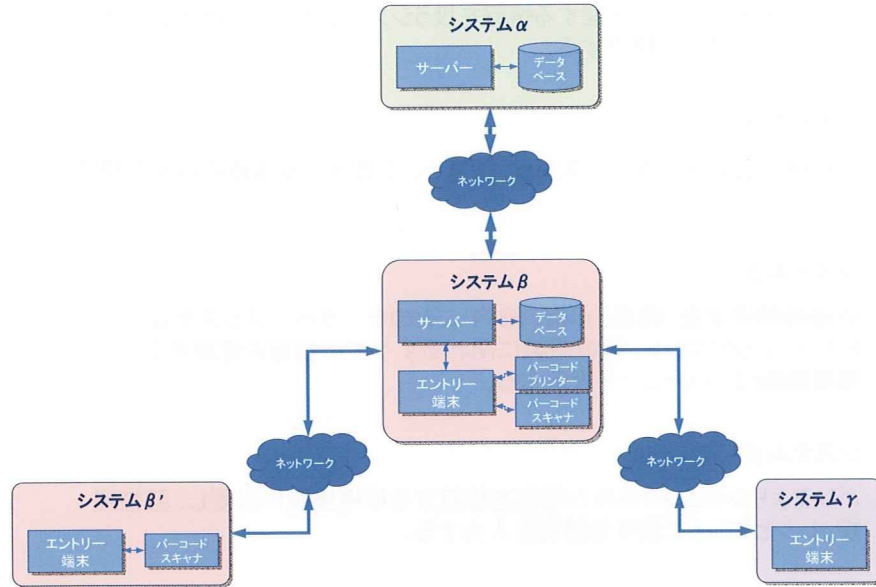 システムα
サーバー
データ
ベース
ネットワーク
システムβ
サーバー
データ
ベース
エントリー
端末
バーコード
プリンター
バーコード
スキャナ
ネットワーク
ネットワーク
システムβ'
エントリー
端末
バーコード
スキャナ
システムγ
エントリー
端末